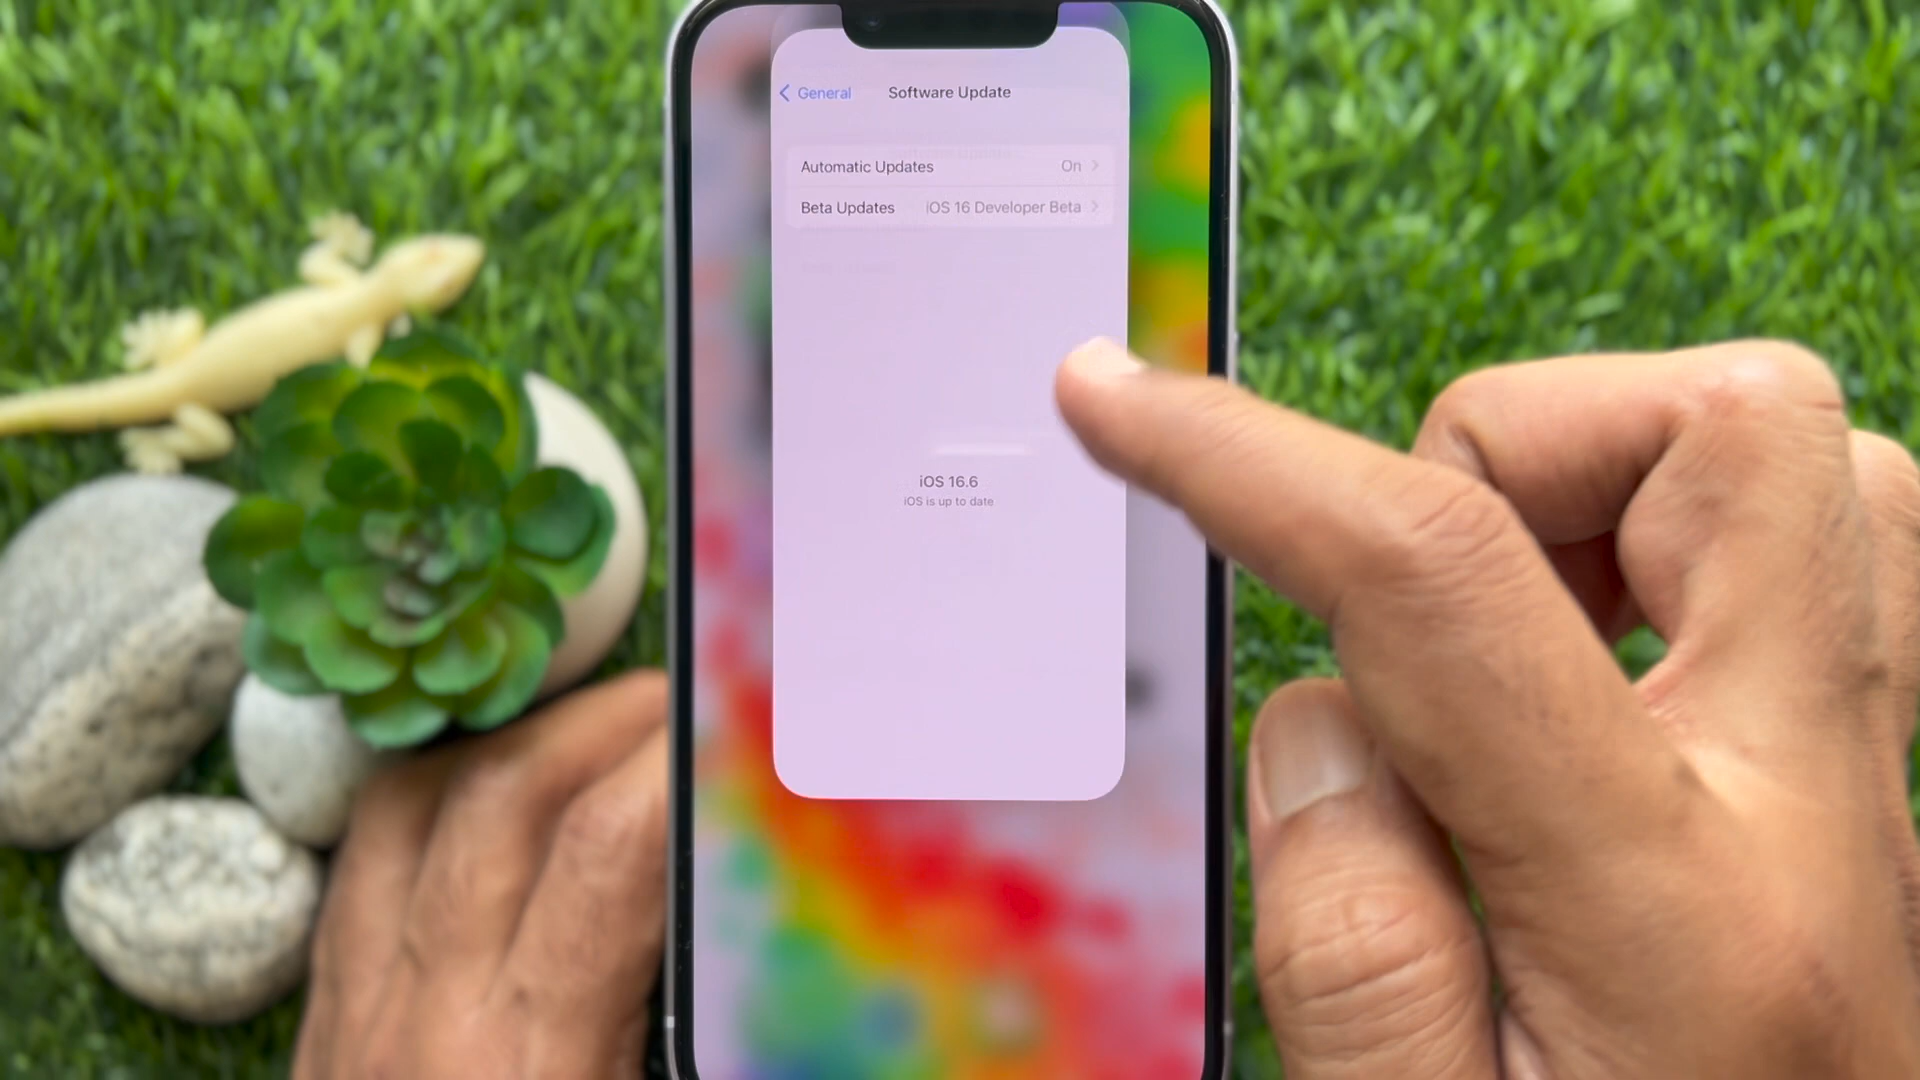 General
Software Update
Automatic Updates On
Beta Updates iOS 16 Developer Beta
iOS 16.6
iOS is up to date